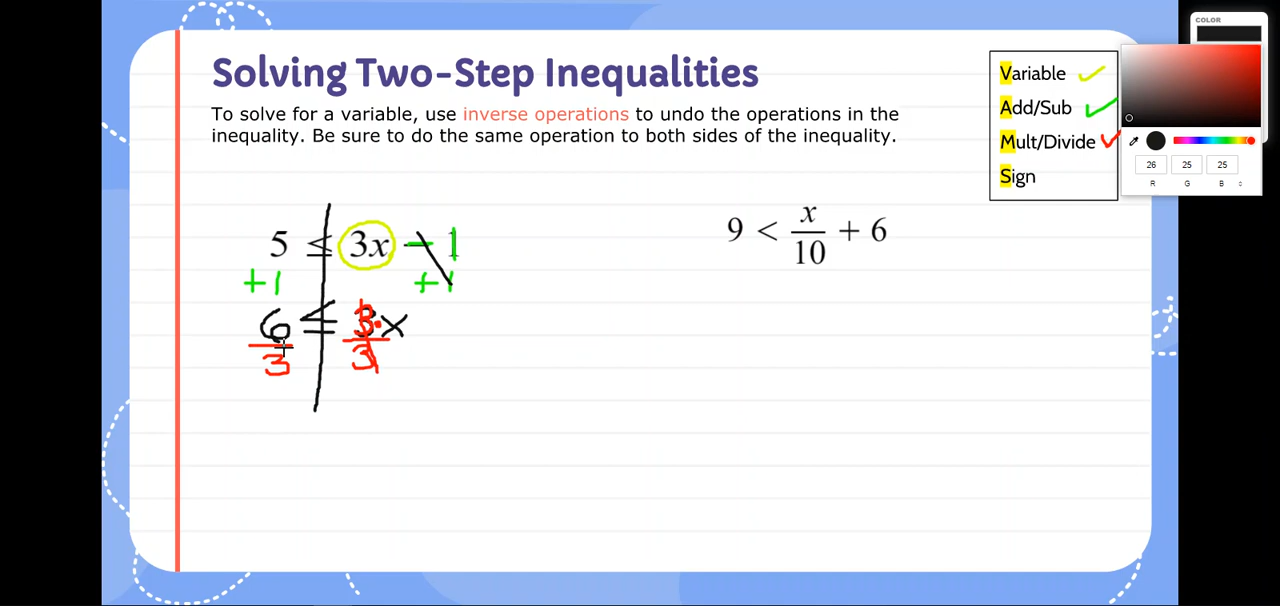 COLOR
Solving Two-Step Inequalities
To solve for a variable, use inverse operations to undo the operations in the
inequality. Be sure to do the same operation to both sides of the inequality.
Variable ✓
Add/Sub ✓
Mult/Divide ✓
Sign
26 25 25
R G B
5 ≤ 3x − 1
+1 +1
6 ≤ 3·x
3 3
9 < x/10 + 6